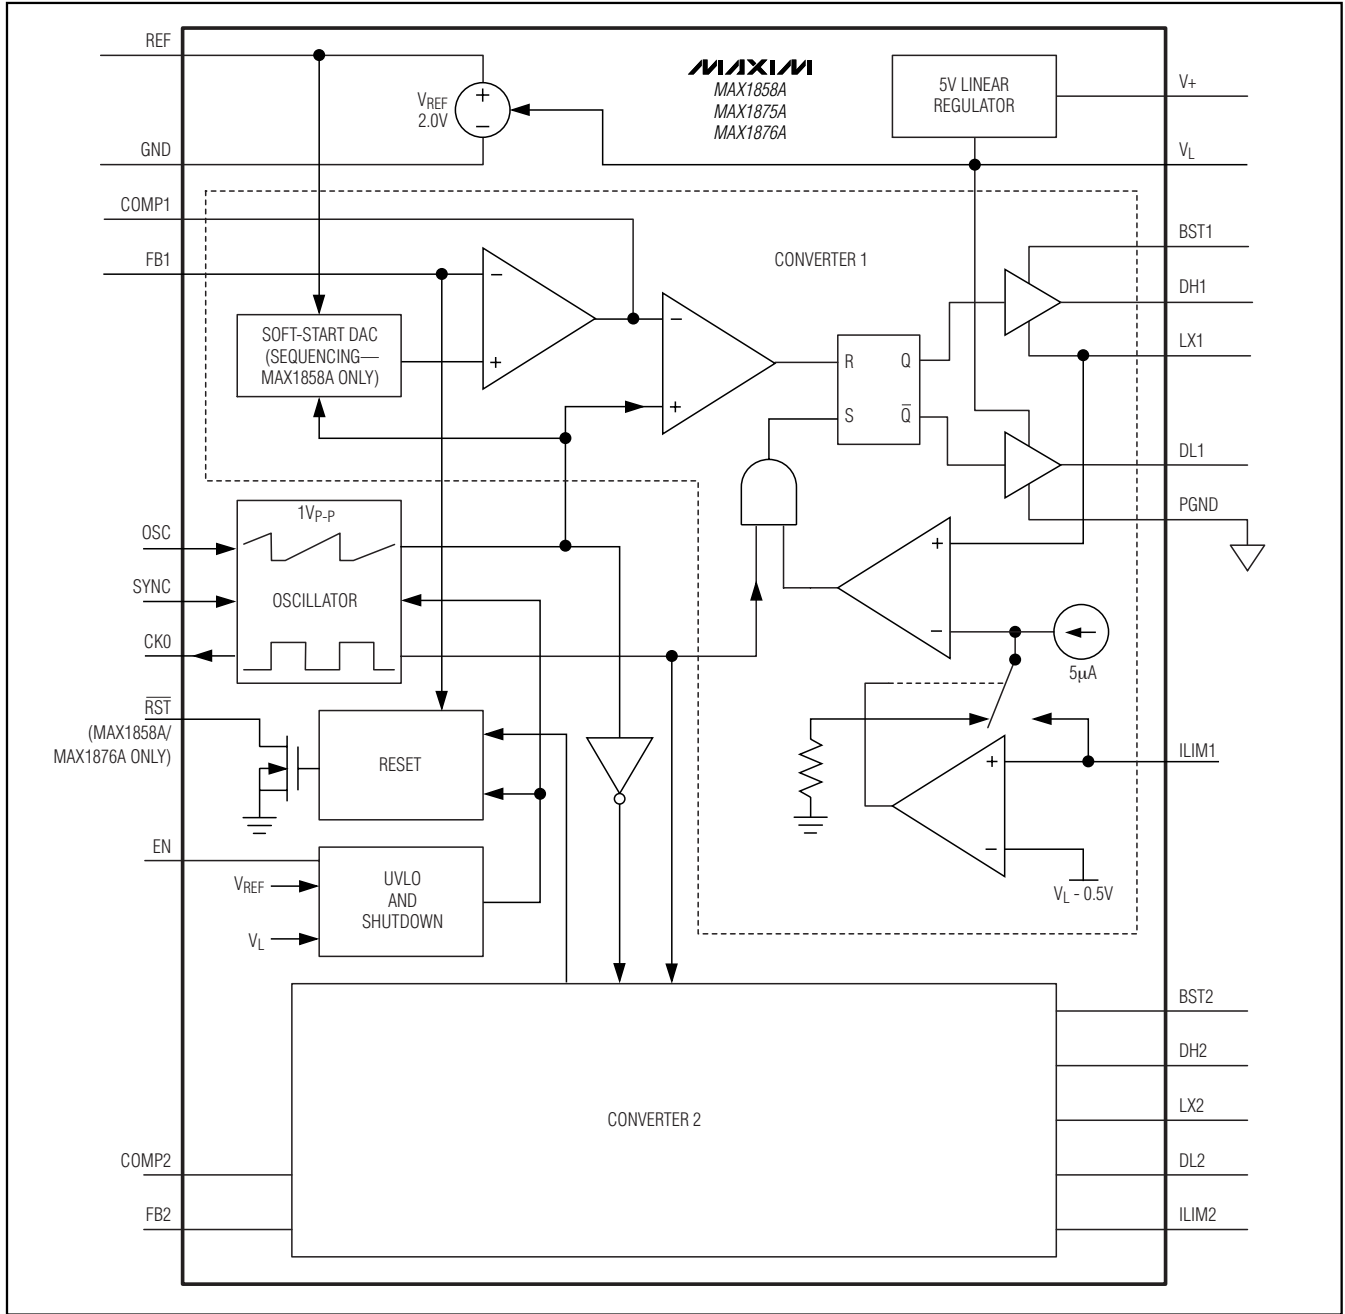 REF
MAXIM
MAX1858A
MAX1875A
MAX1876A
5V LINEAR
REGULATOR
V+
+
VREF
2.0V
−
GND
VL
COMP1
BST1
CONVERTER 1
FB1
−
DH1
SOFT-START DAC
(SEQUENCING—
MAX1858A ONLY)
−
LX1
+
R
Q
+
S
Q̅
DL1
1VP-P
PGND
OSC
+
SYNC
OSCILLATOR
CK0
−
5µA
R̅S̅T̅
(MAX1858A/
MAX1876A ONLY)
RESET
+
ILIM1
EN
−
VREF
UVLO
AND
SHUTDOWN
VL - 0.5V
VL
BST2
DH2
CONVERTER 2
LX2
COMP2
DL2
FB2
ILIM2